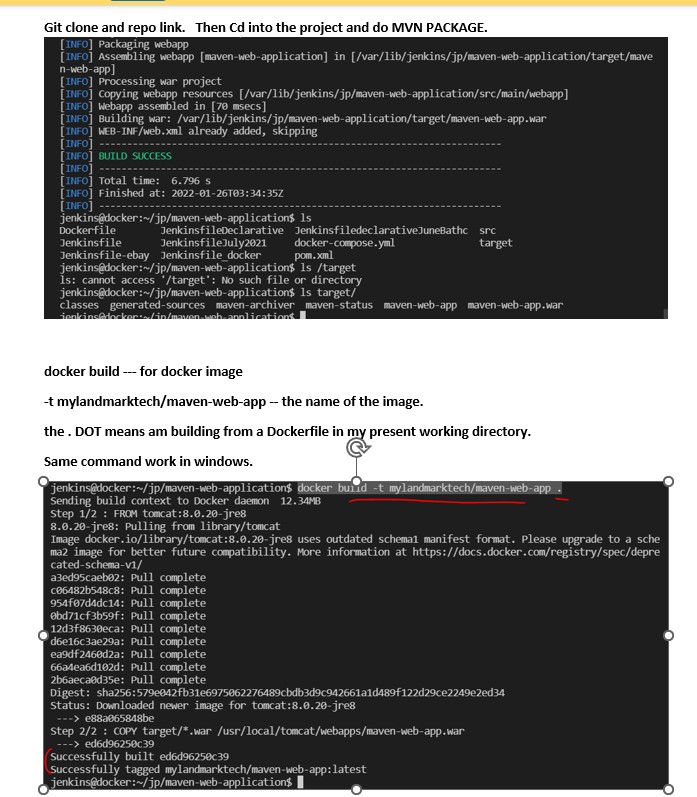 Git clone and repo link. Then Cd into the project and do MVN PACKAGE.
[INFO] Packaging webapp
[INFO] Assembling webapp [maven-web-application] in [/var/lib/jenkins/jp/maven-web-application/target/mave
n-web-app]
[INFO] Processing war project
[INFO] Copying webapp resources [/var/lib/jenkins/jp/maven-web-application/src/main/webapp]
[INFO] Webapp assembled in [70 msecs]
[INFO] Building war: /var/lib/jenkins/jp/maven-web-application/target/maven-web-app.war
[INFO] WEB-INF/web.xml already added, skipping
[INFO] ------------------------------------------------------------------------
[INFO] BUILD SUCCESS
[INFO] ------------------------------------------------------------------------
[INFO] Total time: 6.796 s
[INFO] Finished at: 2022-01-26T03:34:35Z
[INFO] ------------------------------------------------------------------------
jenkins@docker:~/jp/maven-web-application$ ls
Dockerfile JenkinsfileDeclarative JenkinsfiledeclarativeJuneBathc src
Jenkinsfile JenkinsfileJuly2021 docker-compose.yml target
Jenkinsfile-ebay Jenkinsfile_docker pom.xml
jenkins@docker:~/jp/maven-web-application$ ls /target
ls: cannot access '/target': No such file or directory
jenkins@docker:~/jp/maven-web-application$ ls target/
classes generated-sources maven-archiver maven-status maven-web-app maven-web-app.war
jenkins@docker:~/jp/maven-web-application$
docker build --- for docker image
-t mylandmarktech/maven-web-app -- the name of the image.
the . DOT means am building from a Dockerfile in my present working directory.
Same command work in windows.
jenkins@docker:~/jp/maven-web-application$ docker build -t mylandmarktech/maven-web-app .
Sending build context to Docker daemon 12.34MB
Step 1/2 : FROM tomcat:8.0.20-jre8
8.0.20-jre8: Pulling from library/tomcat
Image docker.io/library/tomcat:8.0.20-jre8 uses outdated schema1 manifest format. Please upgrade to a sche
ma2 image for better future compatibility. More information at https://docs.docker.com/registry/spec/depre
cated-schema-v1/
a3ed95caeb02: Pull complete
c06482b548c8: Pull complete
954f07d4dc14: Pull complete
0bd71cf3b59f: Pull complete
12d3f8630eca: Pull complete
d6e16c3ae29a: Pull complete
ea9df2460d2a: Pull complete
66a4ea6d102d: Pull complete
2b6aeca0d35e: Pull complete
Digest: sha256:579e042fb31e6975062276489cbdb3d9c942661a1d489f122d29ce2249e2ed34
Status: Downloaded newer image for tomcat:8.0.20-jre8
---> e88a065848be
Step 2/2 : COPY target/*.war /usr/local/tomcat/webapps/maven-web-app.war
---> ed6d96250c39
Successfully built ed6d96250c39
Successfully tagged mylandmarktech/maven-web-app:latest
jenkins@docker:~/jp/maven-web-application$